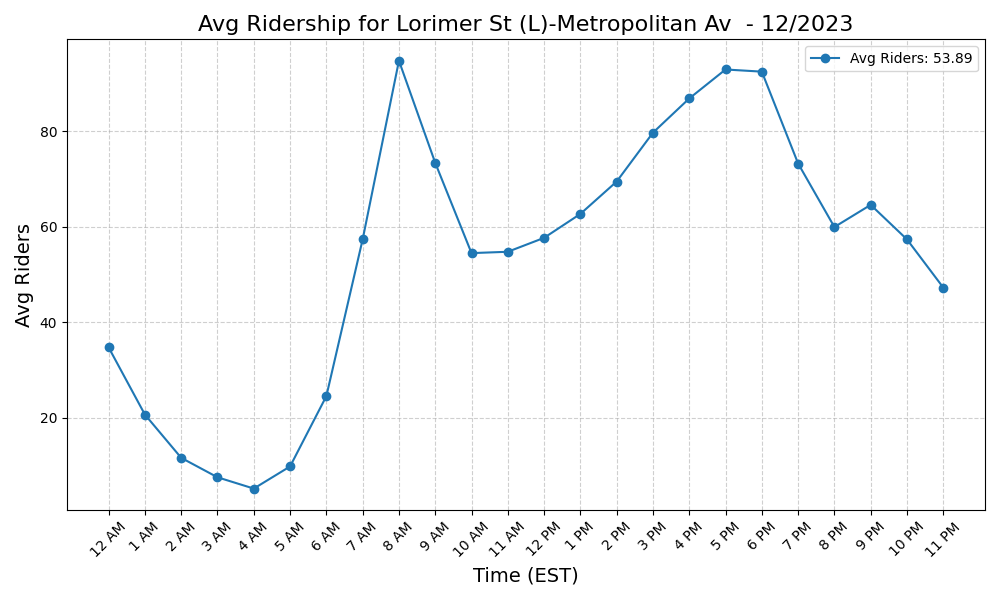 Avg Ridership for Lorimer St (L)-Metropolitan Av  - 12/2023
Avg Riders: 53.89
Avg Riders
80
60
40
20
12 AM
1 AM
2 AM
3 AM
4 AM
5 AM
6 AM
7 AM
8 AM
9 AM
10 AM
11 AM
12 PM
1 PM
2 PM
3 PM
4 PM
5 PM
6 PM
7 PM
8 PM
9 PM
10 PM
11 PM
Time (EST)